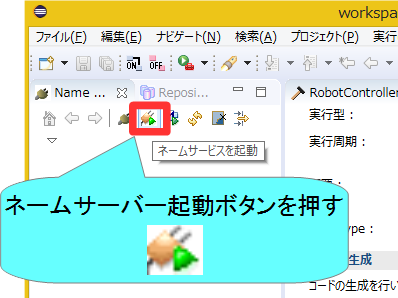 workspa
ファイル(F) 編集(E) ナビゲート(N) 検索(A) プロジェクト(P) 実行
ON OFF
Name ... Reposi...
RobotController
実行型：
実行周期：
ネームサービスを起動
ネームサーバー起動ボタンを押す
ype：
生成
コードの生成を行い